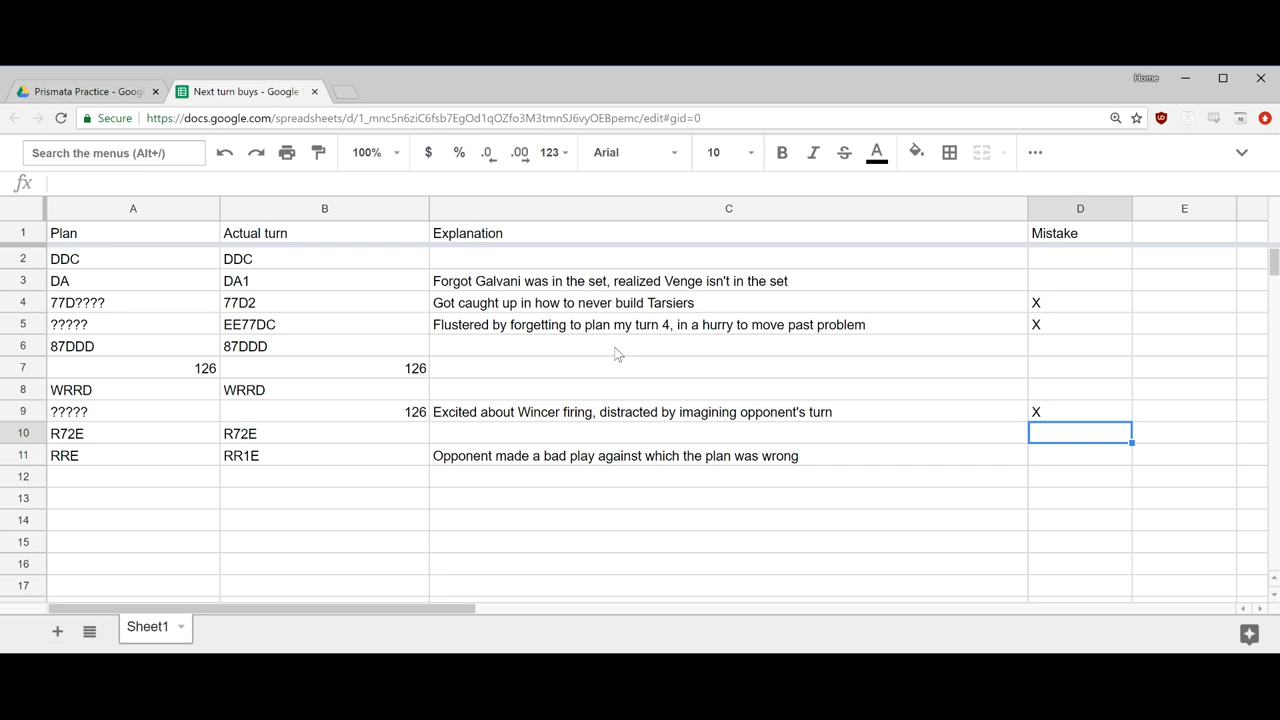 Home
Prismata Practice - Goog
Next turn buys - Google
Secure https://docs.google.com/spreadsheets/d/1_mnc5n6ziC6fsb7EgOd1qOZfo3M3tmnSJ6vyOEBpemc/edit#gid=0
Search the menus (Alt+/) 100% $ % .0 .00 123 Arial 10 B I S A
fx
A B C D E
1 Plan Actual turn Explanation Mistake
2 DDC DDC
3 DA DA1 Forgot Galvani was in the set, realized Venge isn't in the set
4 77D???? 77D2 Got caught up in how to never build Tarsiers X
5 ????? EE77DC Flustered by forgetting to plan my turn 4, in a hurry to move past problem X
6 87DDD 87DDD
7 126 126
8 WRRD WRRD
9 ????? 126 Excited about Wincer firing, distracted by imagining opponent's turn X
10 R72E R72E
11 RRE RR1E Opponent made a bad play against which the plan was wrong
12
13
14
15
16
17
+ Sheet1